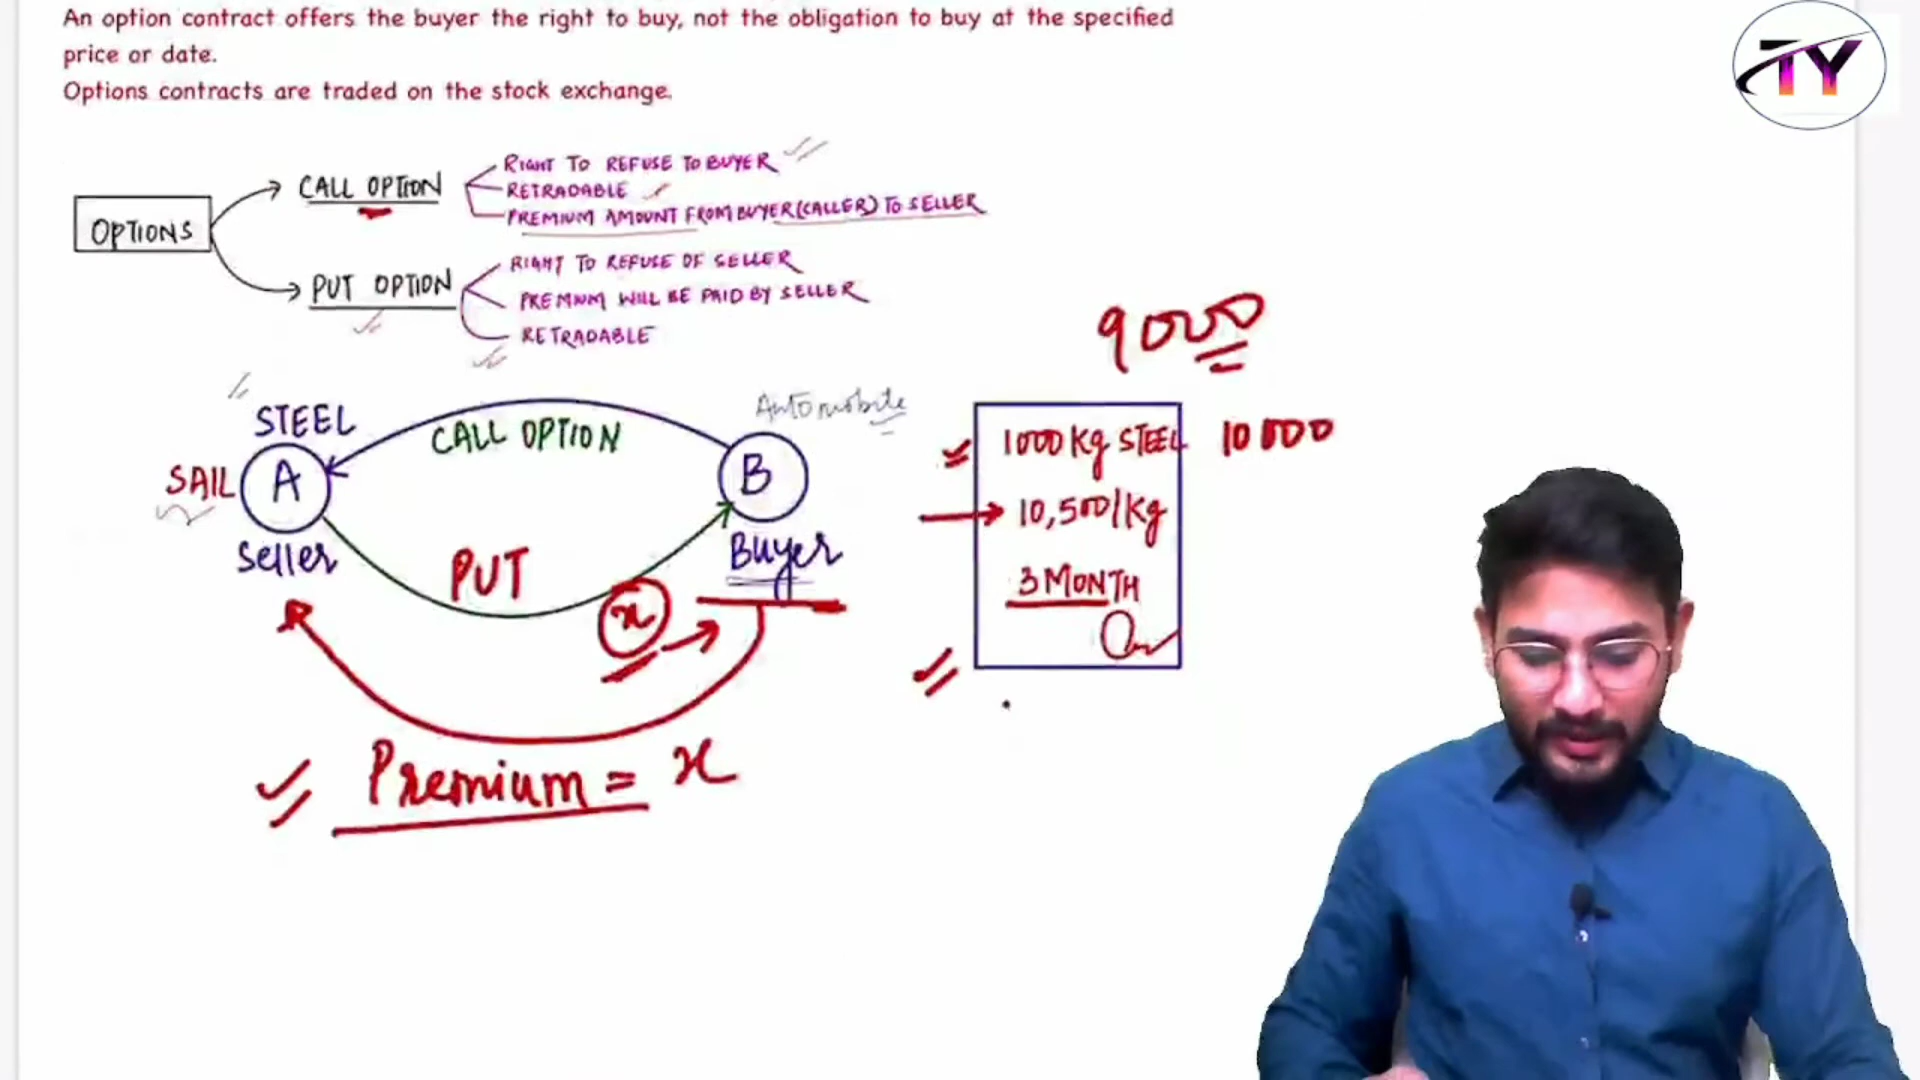 An option contract offers the buyer the right to buy, not the obligation to buy at the specified
price or date.
Options contracts are traded on the stock exchange.
TY
OPTIONS
CALL OPTION
RIGHT TO REFUSE TO BUYER
RETRADABLE
PREMIUM AMOUNT FROM BUYER(CALLER) TO SELLER
PUT OPTION
RIGHT TO REFUSE OF SELLER
PREMIUM WILL BE PAID BY SELLER
RETRADABLE
9000
STEEL
CALL OPTION
Automobile
SAIL
A
B
Seller
PUT
Buyer
x
1000 Kg STEEL 10000
10,500/Kg
3 MONTH
Premium = x